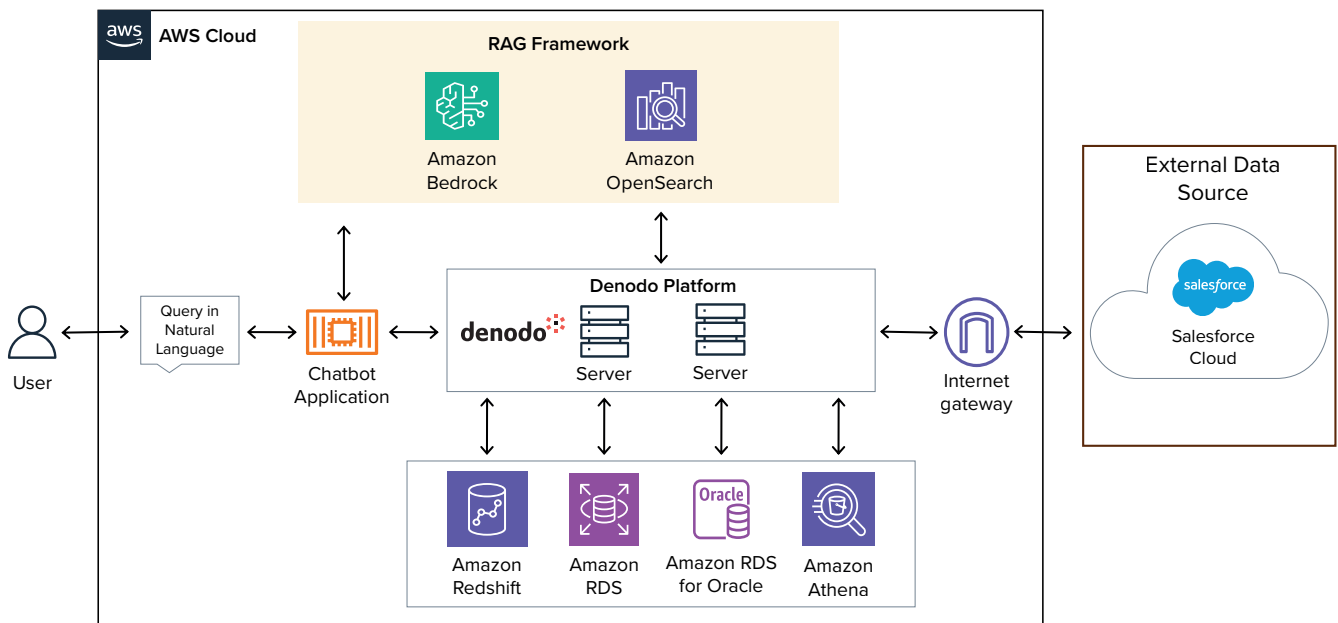 aws
AWS Cloud
RAG Framework
Amazon
Bedrock
Amazon
OpenSearch
External Data
Source
salesforce
Salesforce
Cloud
User
Query in
Natural
Language
Chatbot
Application
Denodo Platform
denodo
Server
Server
Internet
gateway
Amazon
Redshift
Amazon
RDS
Oracle
Amazon RDS
for Oracle
Amazon
Athena